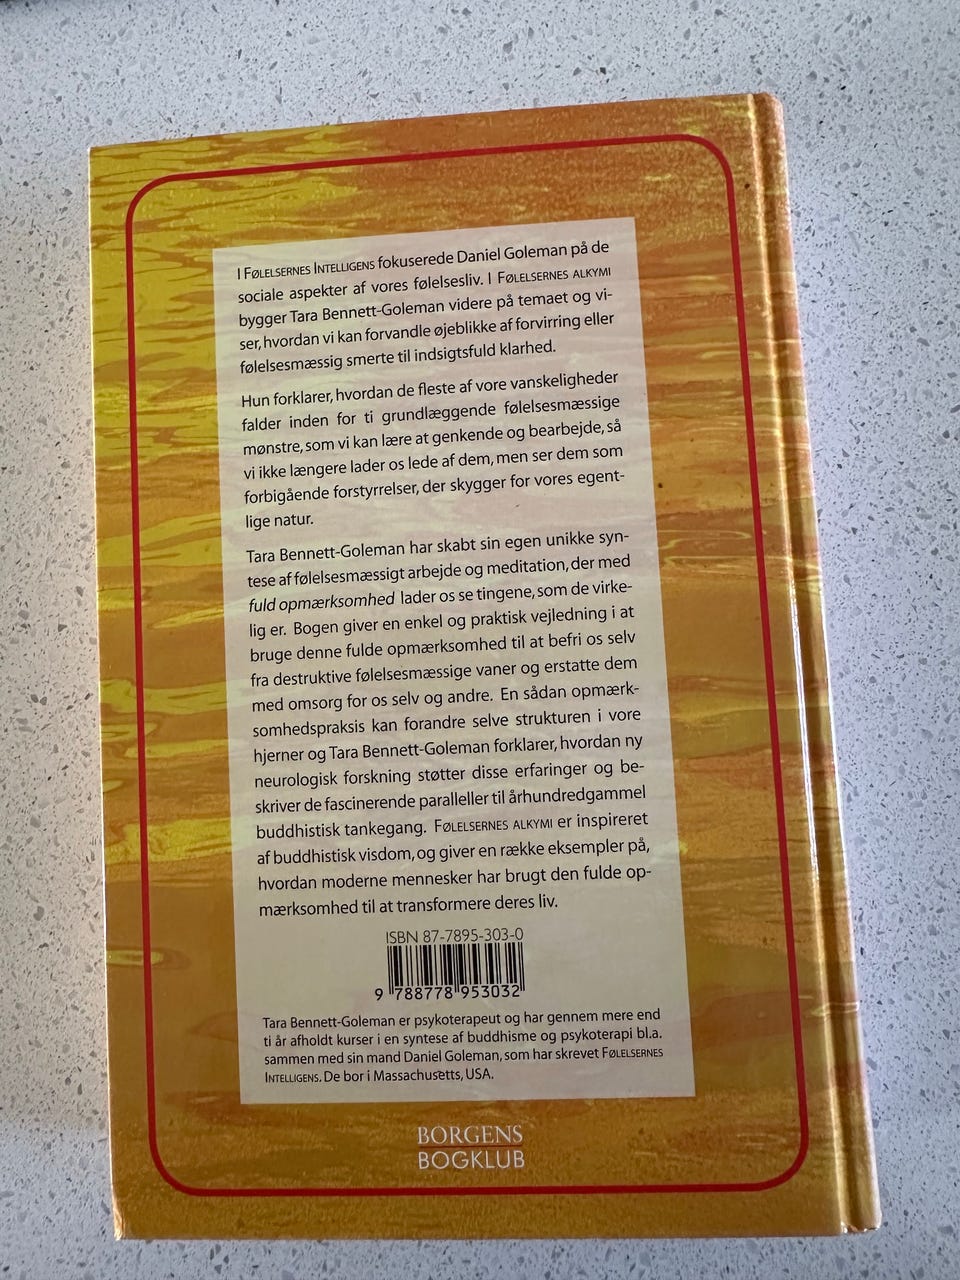 I FØLELSERNES INTELLIGENS fokuserede Daniel Goleman på de
sociale aspekter af vores følelsesliv. I FØLELSERNES ALKYMI
bygger Tara Bennett-Goleman videre på temaet og vi-
ser, hvordan vi kan forvandle øjeblikke af forvirring eller
følelsesmæssig smerte til indsigtsfuld klarhed.
Hun forklarer, hvordan de fleste af vore vanskeligheder
falder inden for ti grundlæggende følelsesmæssige
mønstre, som vi kan lære at genkende og bearbejde, så
vi ikke længere lader os lede af dem, men ser dem som
forbigående forstyrrelser, der skygger for vores egent-
lige natur.
Tara Bennett-Goleman har skabt sin egen unikke syn-
tese af følelsesmæssigt arbejde og meditation, der med
fuld opmærksomhed lader os se tingene, som de virke-
lig er. Bogen giver en enkel og praktisk vejledning i at
bruge denne fulde opmærksomhed til at befri os selv
fra destruktive følelsesmæssige vaner og erstatte dem
med omsorg for os selv og andre. En sådan opmærk-
somhedspraksis kan forandre selve strukturen i vore
hjerner og Tara Bennett-Goleman forklarer, hvordan ny
neurologisk forskning støtter disse erfaringer og be-
skriver de fascinerende paralleller til århundredgammel
buddhistisk tankegang. FØLELSERNES ALKYMI er inspireret
af buddhistisk visdom, og giver en række eksempler på,
hvordan moderne mennesker har brugt den fulde op-
mærksomhed til at transformere deres liv.
ISBN 87-7895-303-0
9 788778 953032
Tara Bennett-Goleman er psykoterapeut og har gennem mere end
ti år afholdt kurser i en syntese af buddhisme og psykoterapi bl.a.
sammen med sin mand Daniel Goleman, som har skrevet FØLELSERNES
INTELLIGENS. De bor i Massachusetts, USA.
BORGENS
BOGKLUB